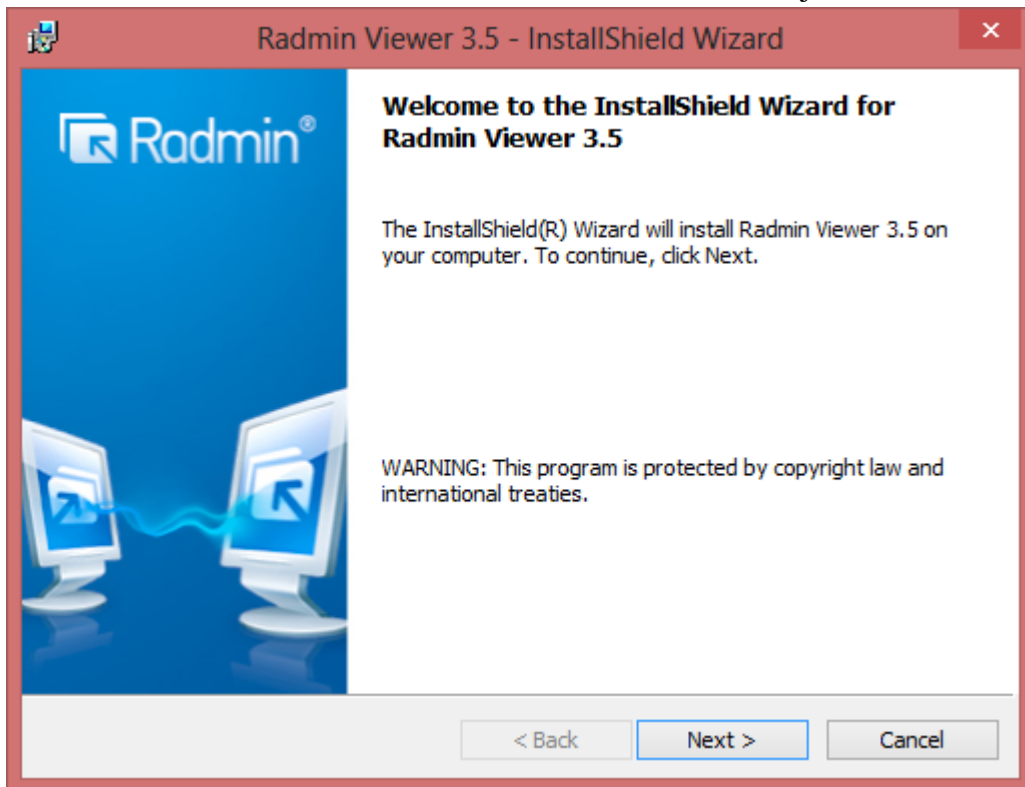 Radmin Viewer 3.5 - InstallShield Wizard
Radmin®
Welcome to the InstallShield Wizard for
Radmin Viewer 3.5
The InstallShield(R) Wizard will install Radmin Viewer 3.5 on
your computer. To continue, click Next.
WARNING: This program is protected by copyright law and
international treaties.
< Back
Next >
Cancel